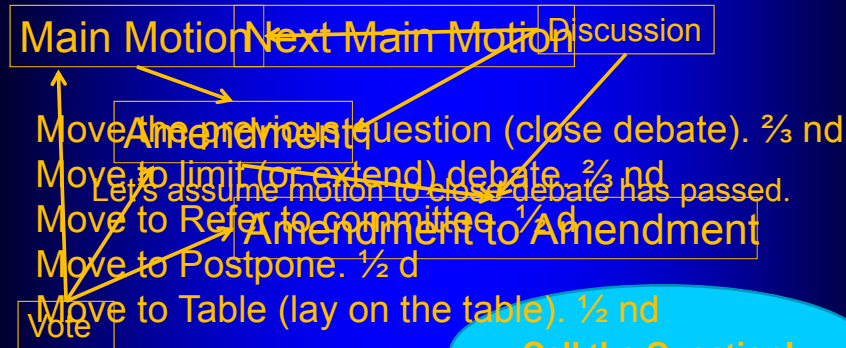 Main Motion
Next Main Motion
Discussion
Move the previous question (close debate). ⅔ nd
Amendment
Move to limit (or extend) debate. ⅔ nd
Let's assume motion to close debate has passed.
Move to Refer to committee. ½ d
Amendment to Amendment
Move to Postpone. ½ d
Move to Table (lay on the table). ½ nd
Vote